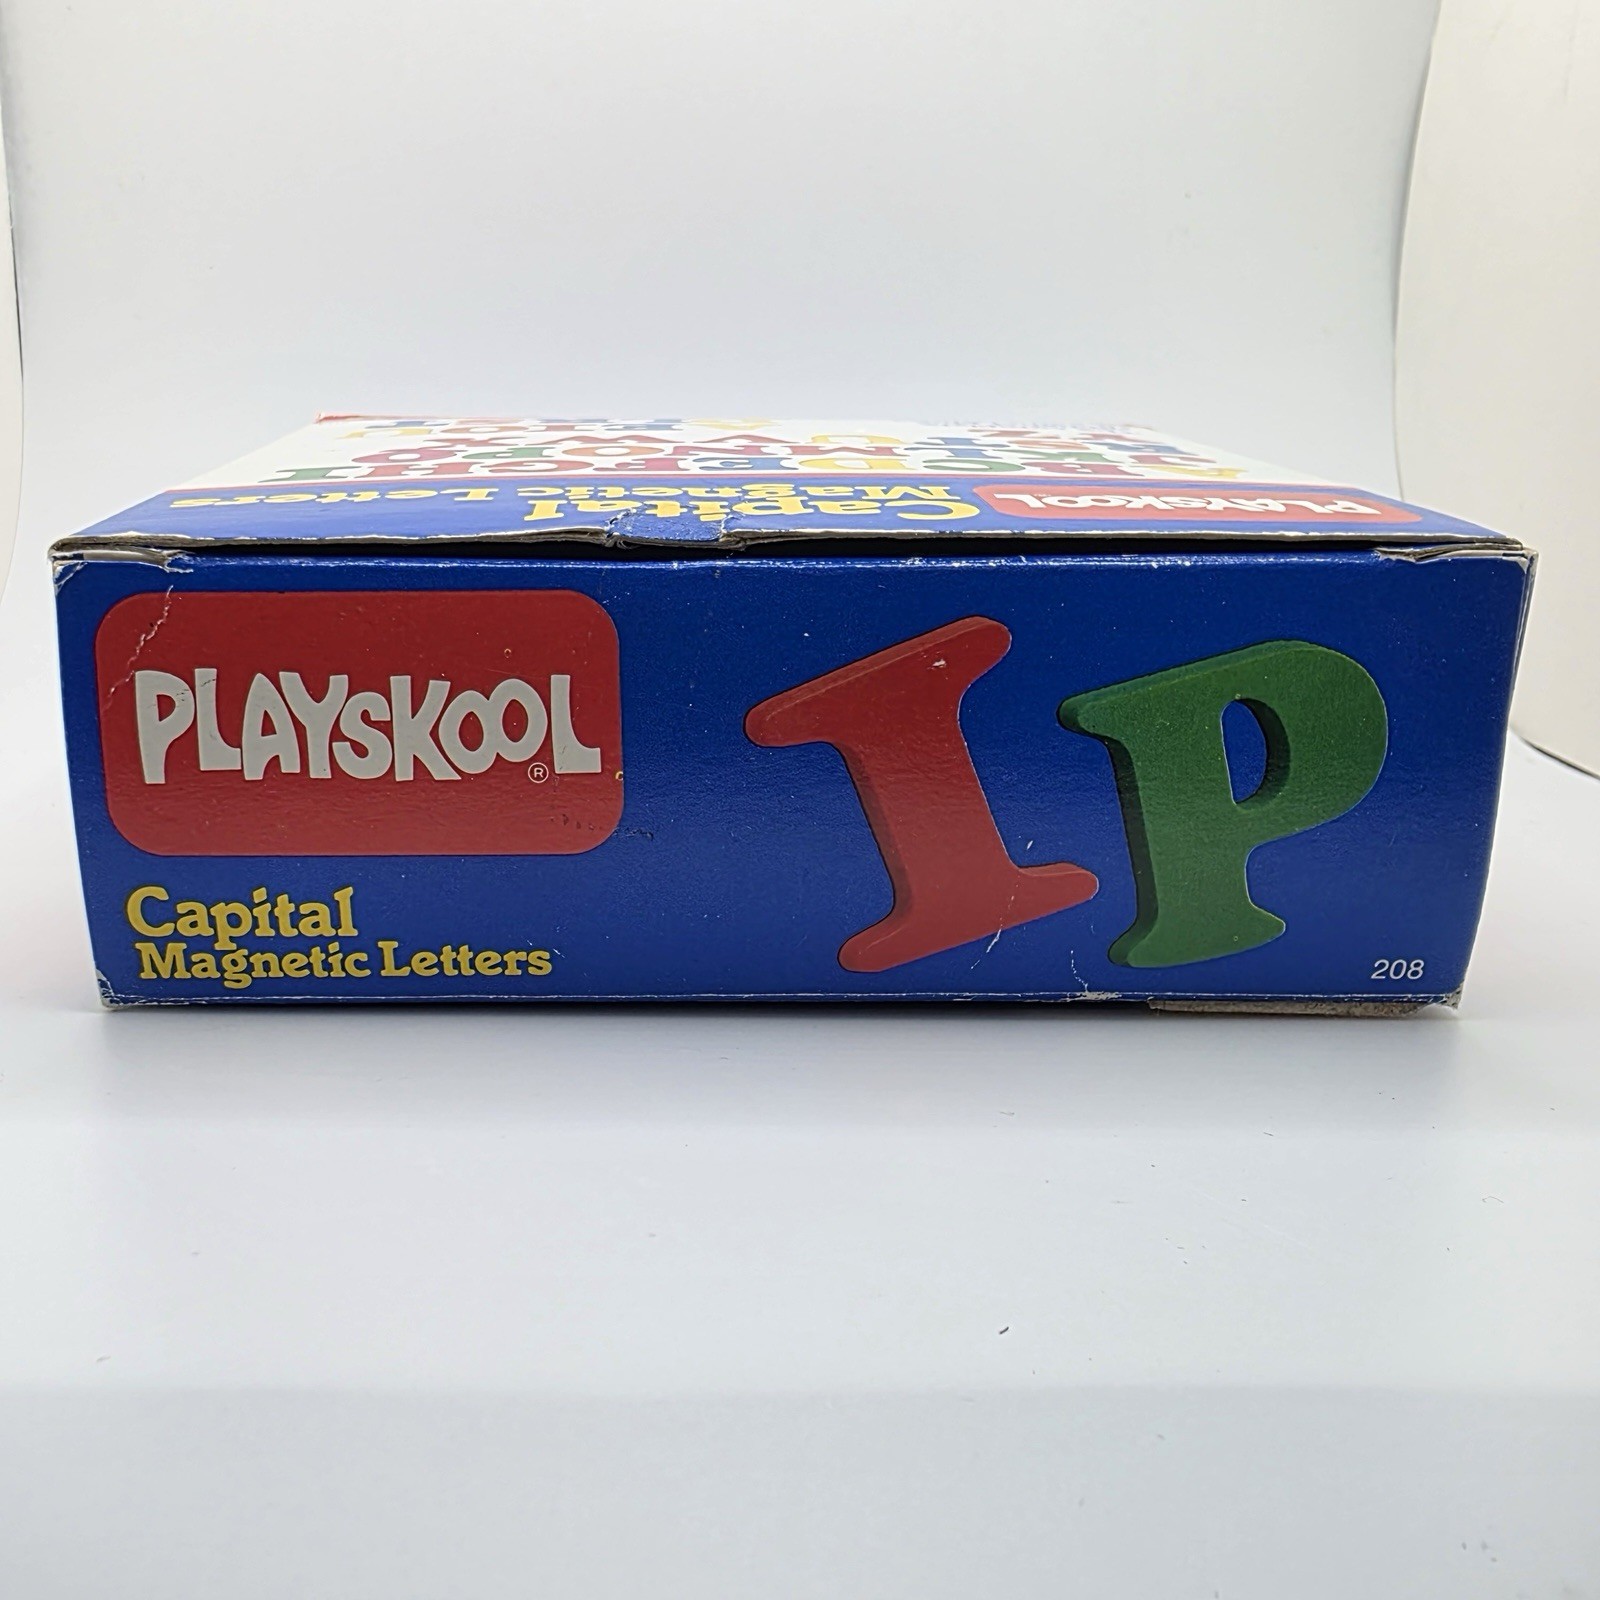 Capital
Magnetic Letters
PLAYSKOOL
PLAYSKOOL®
Capital
Magnetic Letters
I P
208